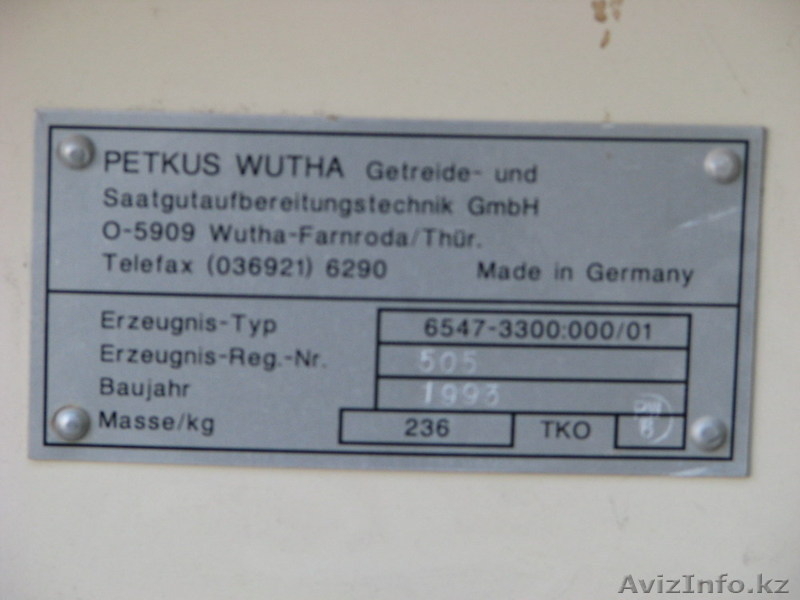 PETKUS WUTHA Getreide- und
Saatgutaufbereitungstechnik GmbH
O-5909 Wutha-Farnroda/Thür.
Telefax (036921) 6290 Made in Germany
Erzeugnis-Typ 6547-3300:000/01
Erzeugnis-Reg.-Nr. 505
Baujahr 1993
Masse/kg 236 TKO
AvizInfo.kz